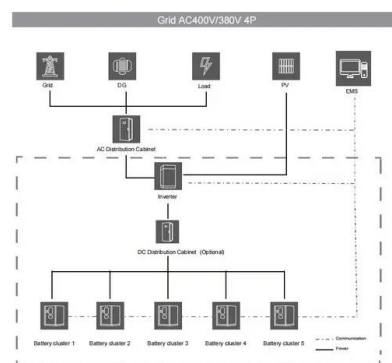 Grid AC400V/380V 4P
Grid DG Load PV EMS
AC Distribution Cabinet
Inverter
DC Distribution Cabinet (Optional)
Battery cluster 1 Battery cluster 2 Battery cluster 3 Battery cluster 4 Battery cluster 5
Communication
Power